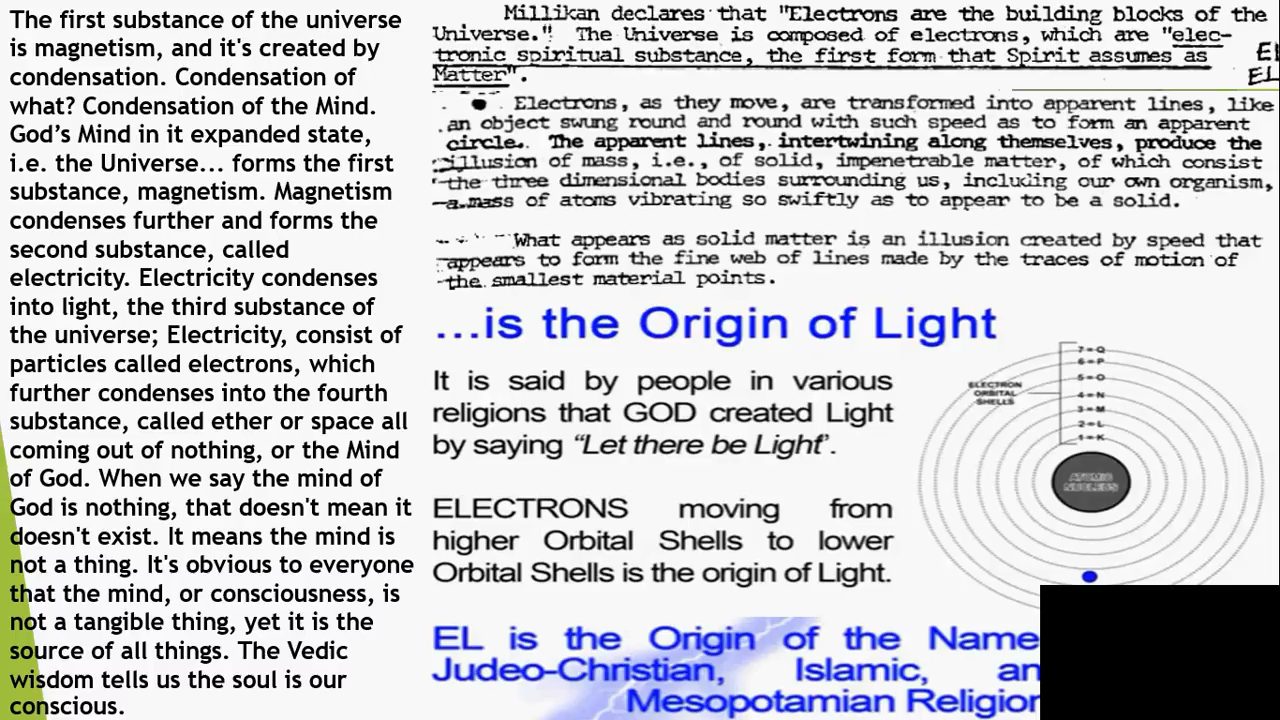 The first substance of the universe
is magnetism, and it's created by
condensation. Condensation of
what? Condensation of the Mind.
God's Mind in it expanded state,
i.e. the Universe... forms the first
substance, magnetism. Magnetism
condenses further and forms the
second substance, called
electricity. Electricity condenses
into light, the third substance of
the universe; Electricity, consist of
particles called electrons, which
further condenses into the fourth
substance, called ether or space all
coming out of nothing, or the Mind
of God. When we say the mind of
God is nothing, that doesn't mean it
doesn't exist. It means the mind is
not a thing. It's obvious to everyone
that the mind, or consciousness, is
not a tangible thing, yet it is the
source of all things. The Vedic
wisdom tells us the soul is our
conscious.
Millikan declares that "Electrons are the building blocks of the
Universe." The Universe is composed of electrons, which are "elec-
tronic spiritual substance, the first form that Spirit assumes as
Matter".
EL
EL
Electrons, as they move, are transformed into apparent lines, like
an object swung round and round with such speed as to form an apparent
circle. The apparent lines, intertwining along themselves, produce the
illusion of mass, i.e., of solid, impenetrable matter, of which consist
the three dimensional bodies surrounding us, including our own organism,
a mass of atoms vibrating so swiftly as to appear to be a solid.
What appears as solid matter is an illusion created by speed that
appears to form the fine web of lines made by the traces of motion of
the smallest material points.
...is the Origin of Light
It is said by people in various
religions that GOD created Light
by saying "Let there be Light".
ELECTRONS moving from
higher Orbital Shells to lower
Orbital Shells is the origin of Light.
ELECTRON
ORBITAL
SHELLS
7=Q
6=P
5=O
4=N
3=M
2=L
1=K
ATOMIC
NUCLEUS
EL is the Origin of the Name
Judeo-Christian, Islamic, an
Mesopotamian Religion